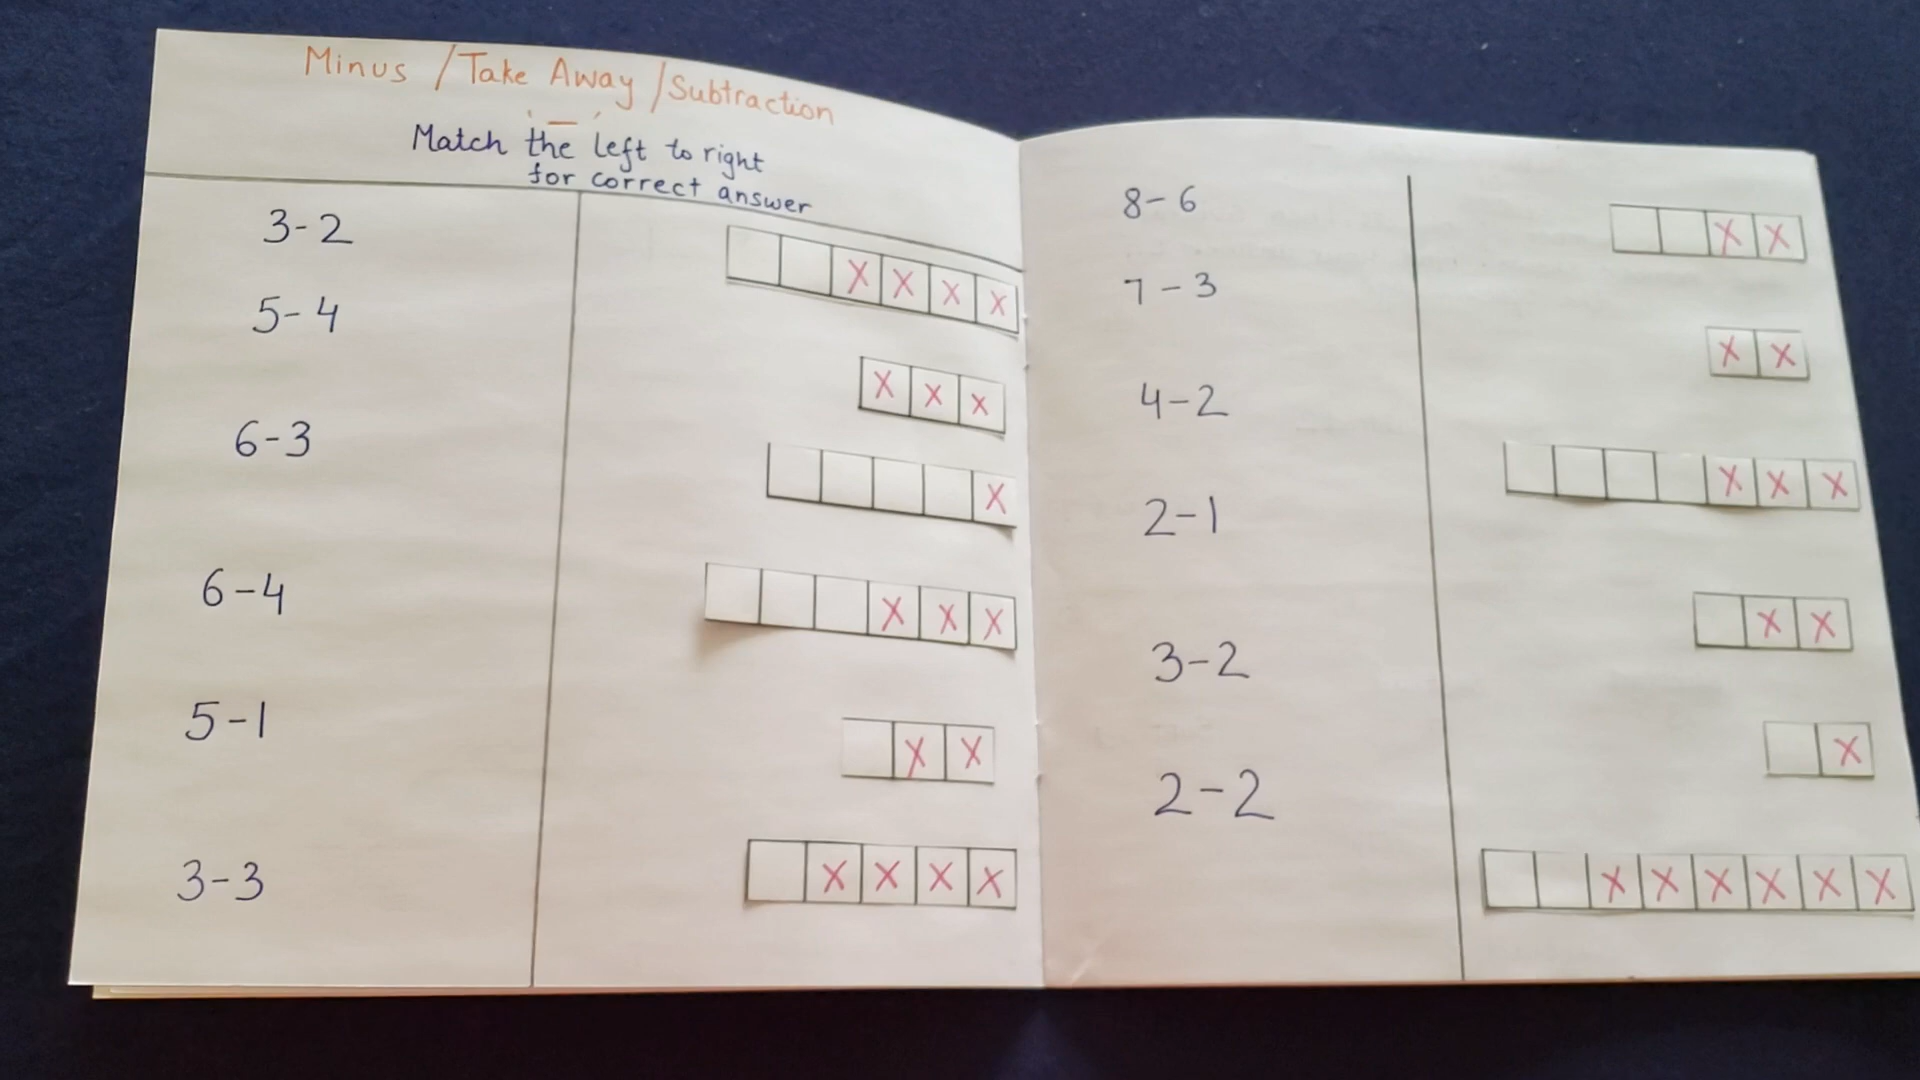 Minus / Take Away / Subtraction
' – '
Match the left to right
for correct answer
3-2
X X X X
5-4
X X X
6-3
X
6-4
X X X
5-1
X X
3-3
X X X X
8-6
X X
7-3
X X
4-2
X X X
2-1
X X
3-2
X
2-2
X X X X X X